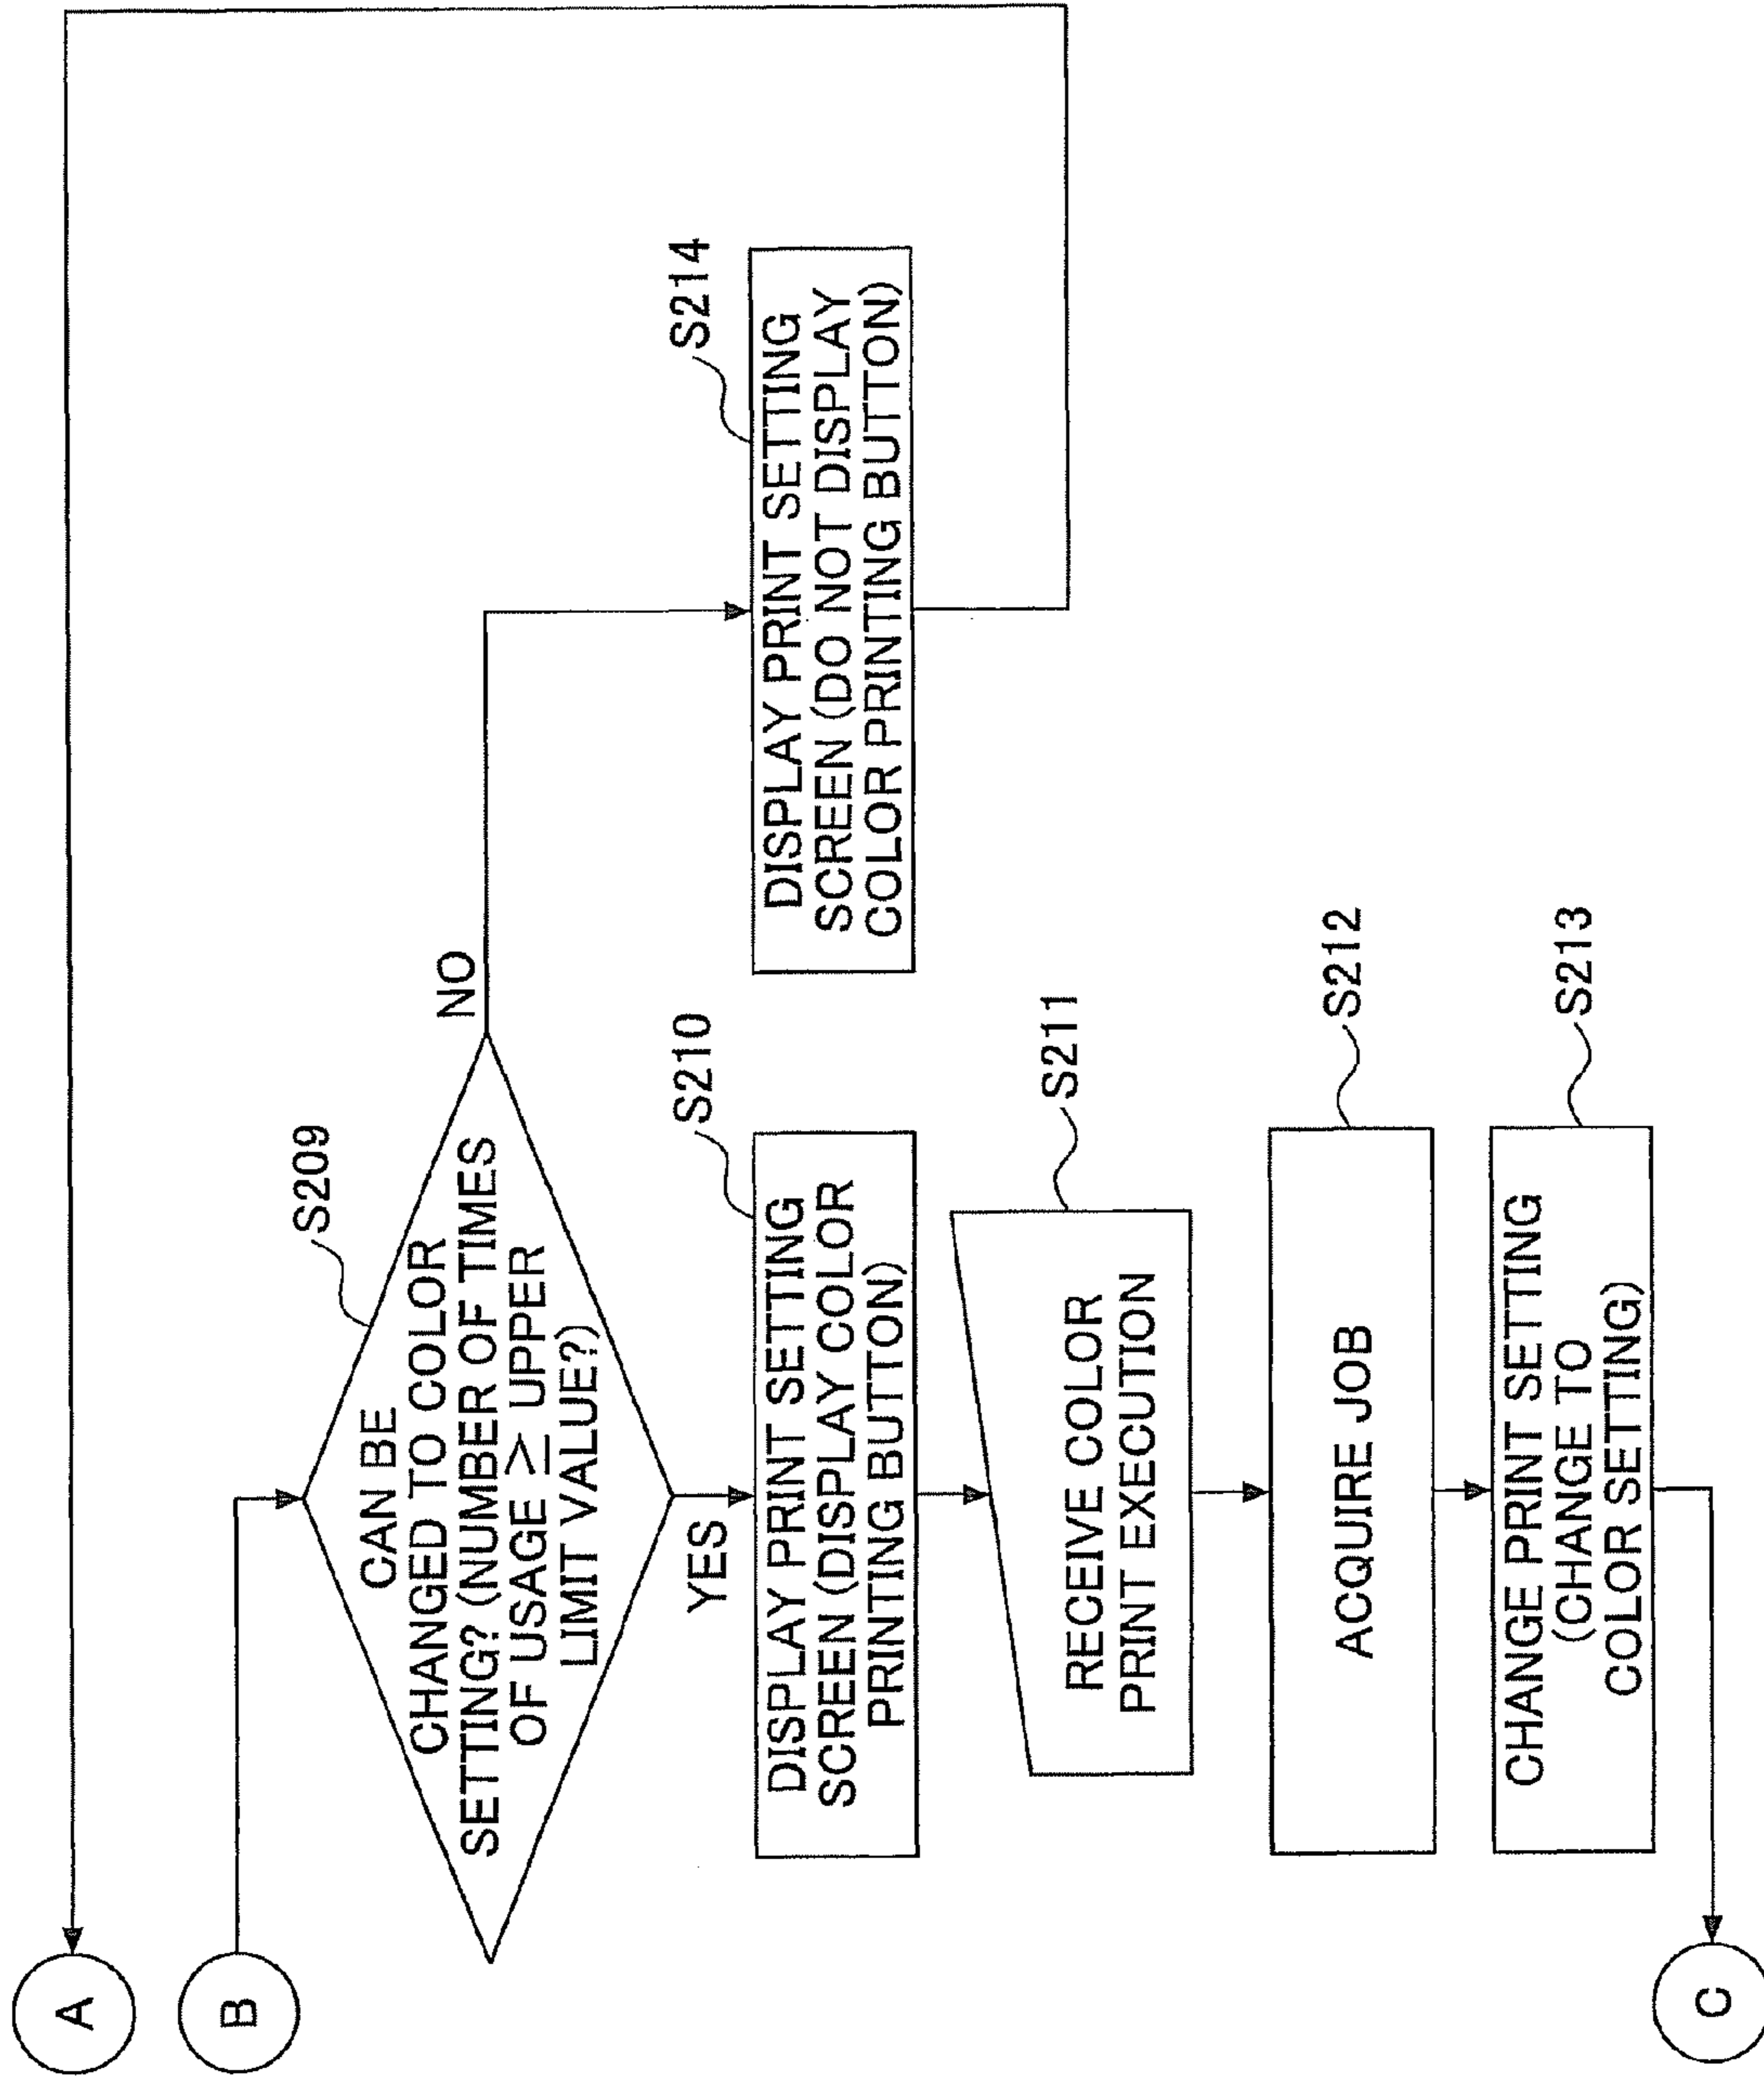 A
B
S209
CAN BE
CHANGED TO COLOR
SETTING? (NUMBER OF TIMES
OF USAGE ≥ UPPER
LIMIT VALUE?)
NO
YES
S210
DISPLAY PRINT SETTING
SCREEN (DISPLAY COLOR
PRINTING BUTTON)
S214
DISPLAY PRINT SETTING
SCREEN (DO NOT DISPLAY
COLOR PRINTING BUTTON)
S211
RECEIVE COLOR
PRINT EXECUTION
S212
ACQUIRE JOB
S213
CHANGE PRINT SETTING
(CHANGE TO
COLOR SETTING)
C